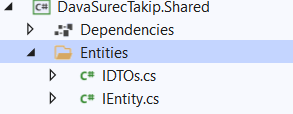 C# DavaSurecTakip.Shared
Dependencies
Entities
C# IDTOs.cs
C# IEntity.cs